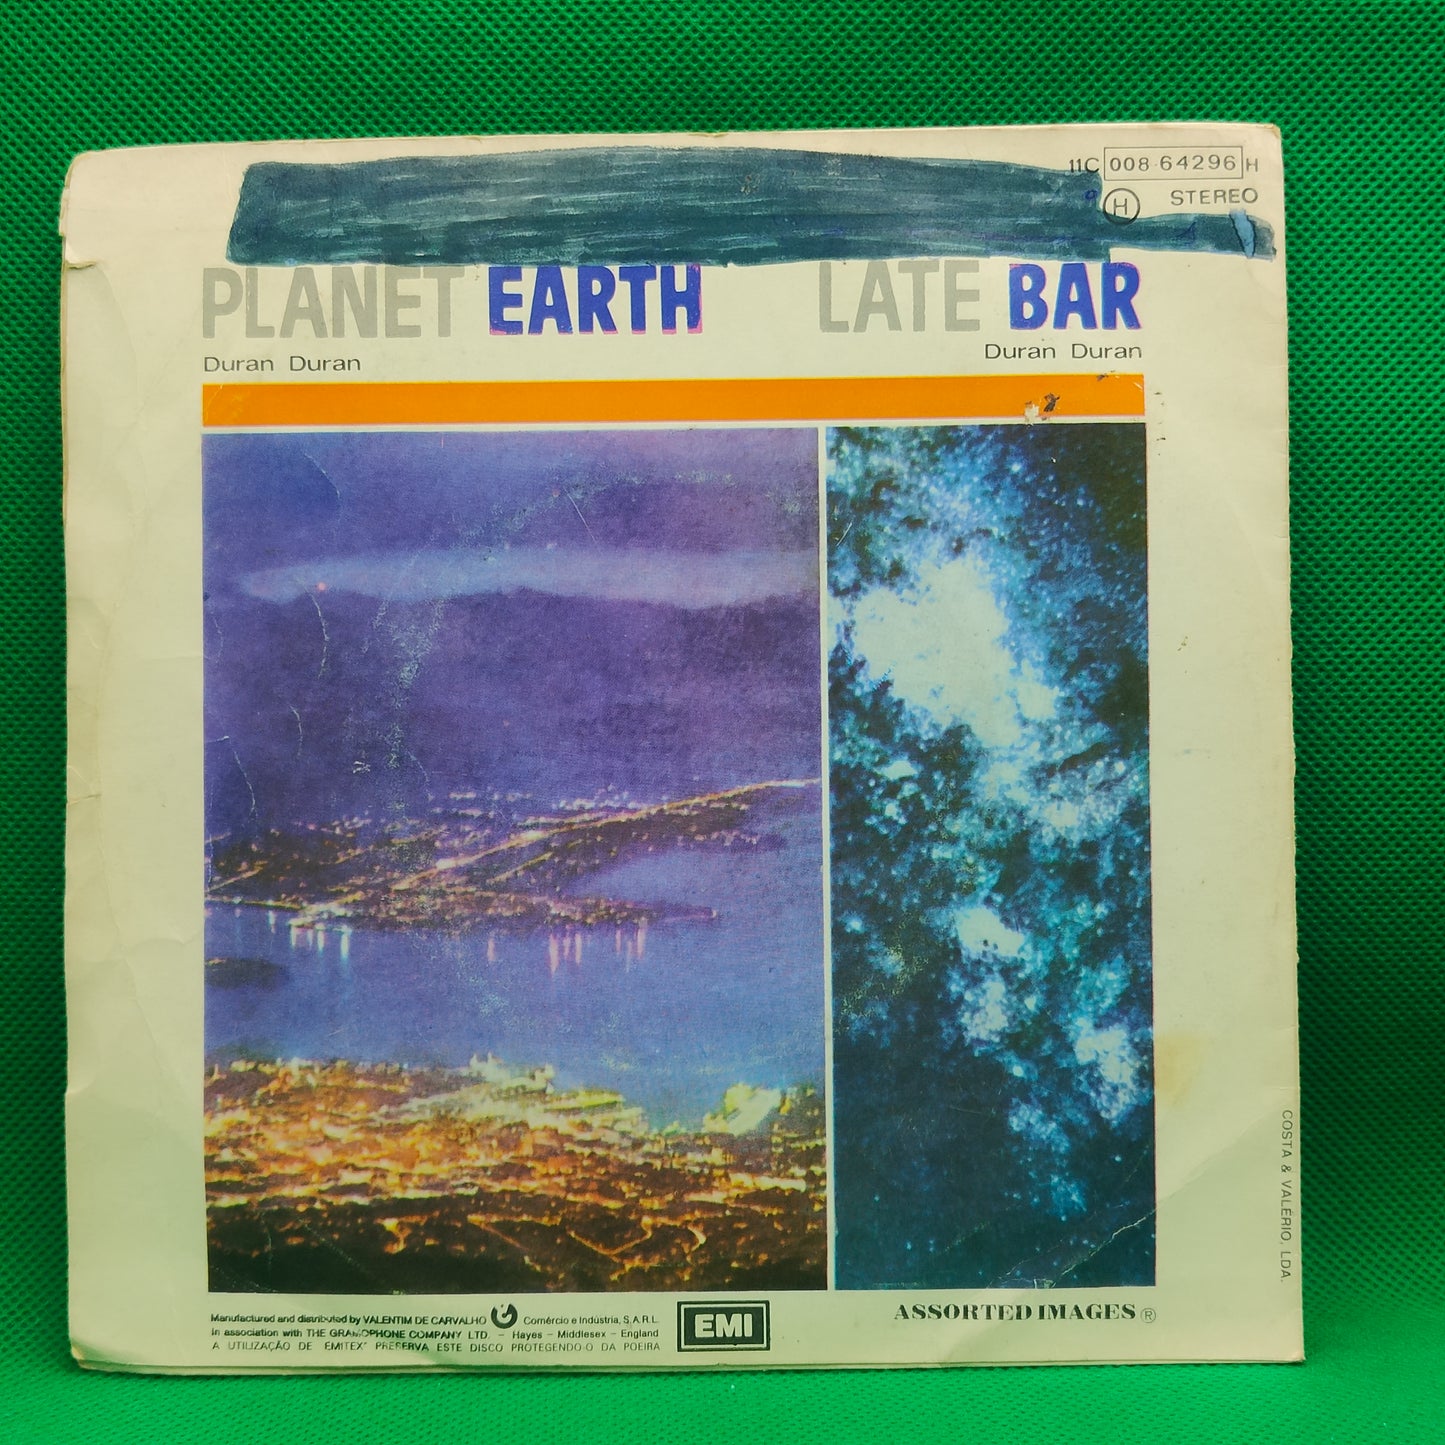 11C 008·64296 H
H STEREO
PLANET EARTH LATE BAR
Duran Duran Duran Duran
Manufactured and distributed by VALENTIM DE CARVALHO Comércio e Indústria, S.A.R.L.
In association with THE GRAMOPHONE COMPANY LTD. - Hayes - Middlesex - England
A UTILIZAÇÃO DE "EMITEX" PRESERVA ESTE DISCO PROTEGENDO-O DA POEIRA
EMI
ASSORTED IMAGES ®
COSTA & VALÉRIO, LDA.